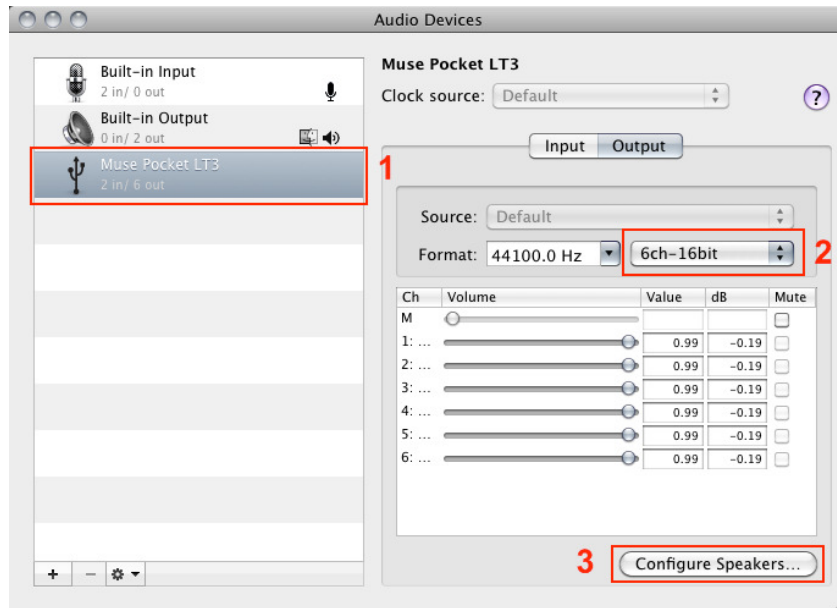 Audio Devices
Built-in Input
2 in/ 0 out
Built-in Output
0 in/ 2 out
Muse Pocket LT3
2 in/ 6 out
1
Muse Pocket LT3
Clock source: Default
?
Input Output
Source: Default
Format: 44100.0 Hz 6ch-16bit
2
Ch Volume Value dB Mute
M
1: ... 0.99 -0.19
2: ... 0.99 -0.19
3: ... 0.99 -0.19
4: ... 0.99 -0.19
5: ... 0.99 -0.19
6: ... 0.99 -0.19
3 Configure Speakers...